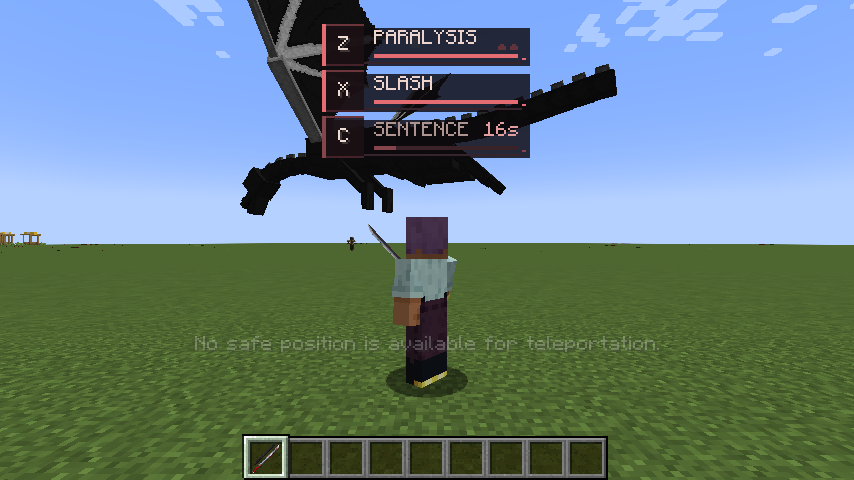 Z PARALYSIS
X SLASH
C SENTENCE 16s
No safe position is available for teleportation.